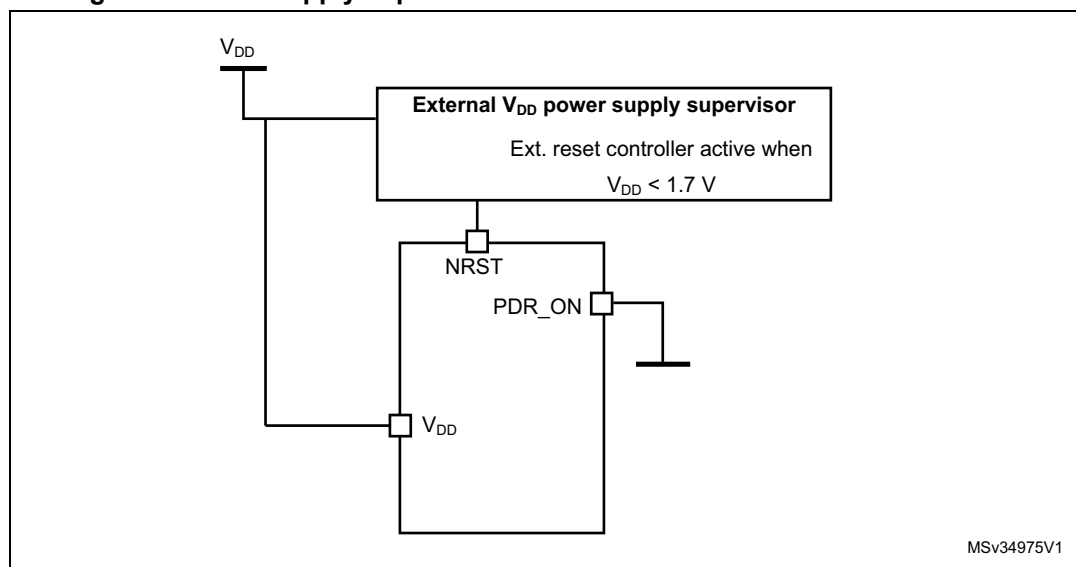 VDD
External VDD power supply supervisor
Ext. reset controller active when
VDD < 1.7 V
NRST
PDR_ON
VDD
MSv34975V1